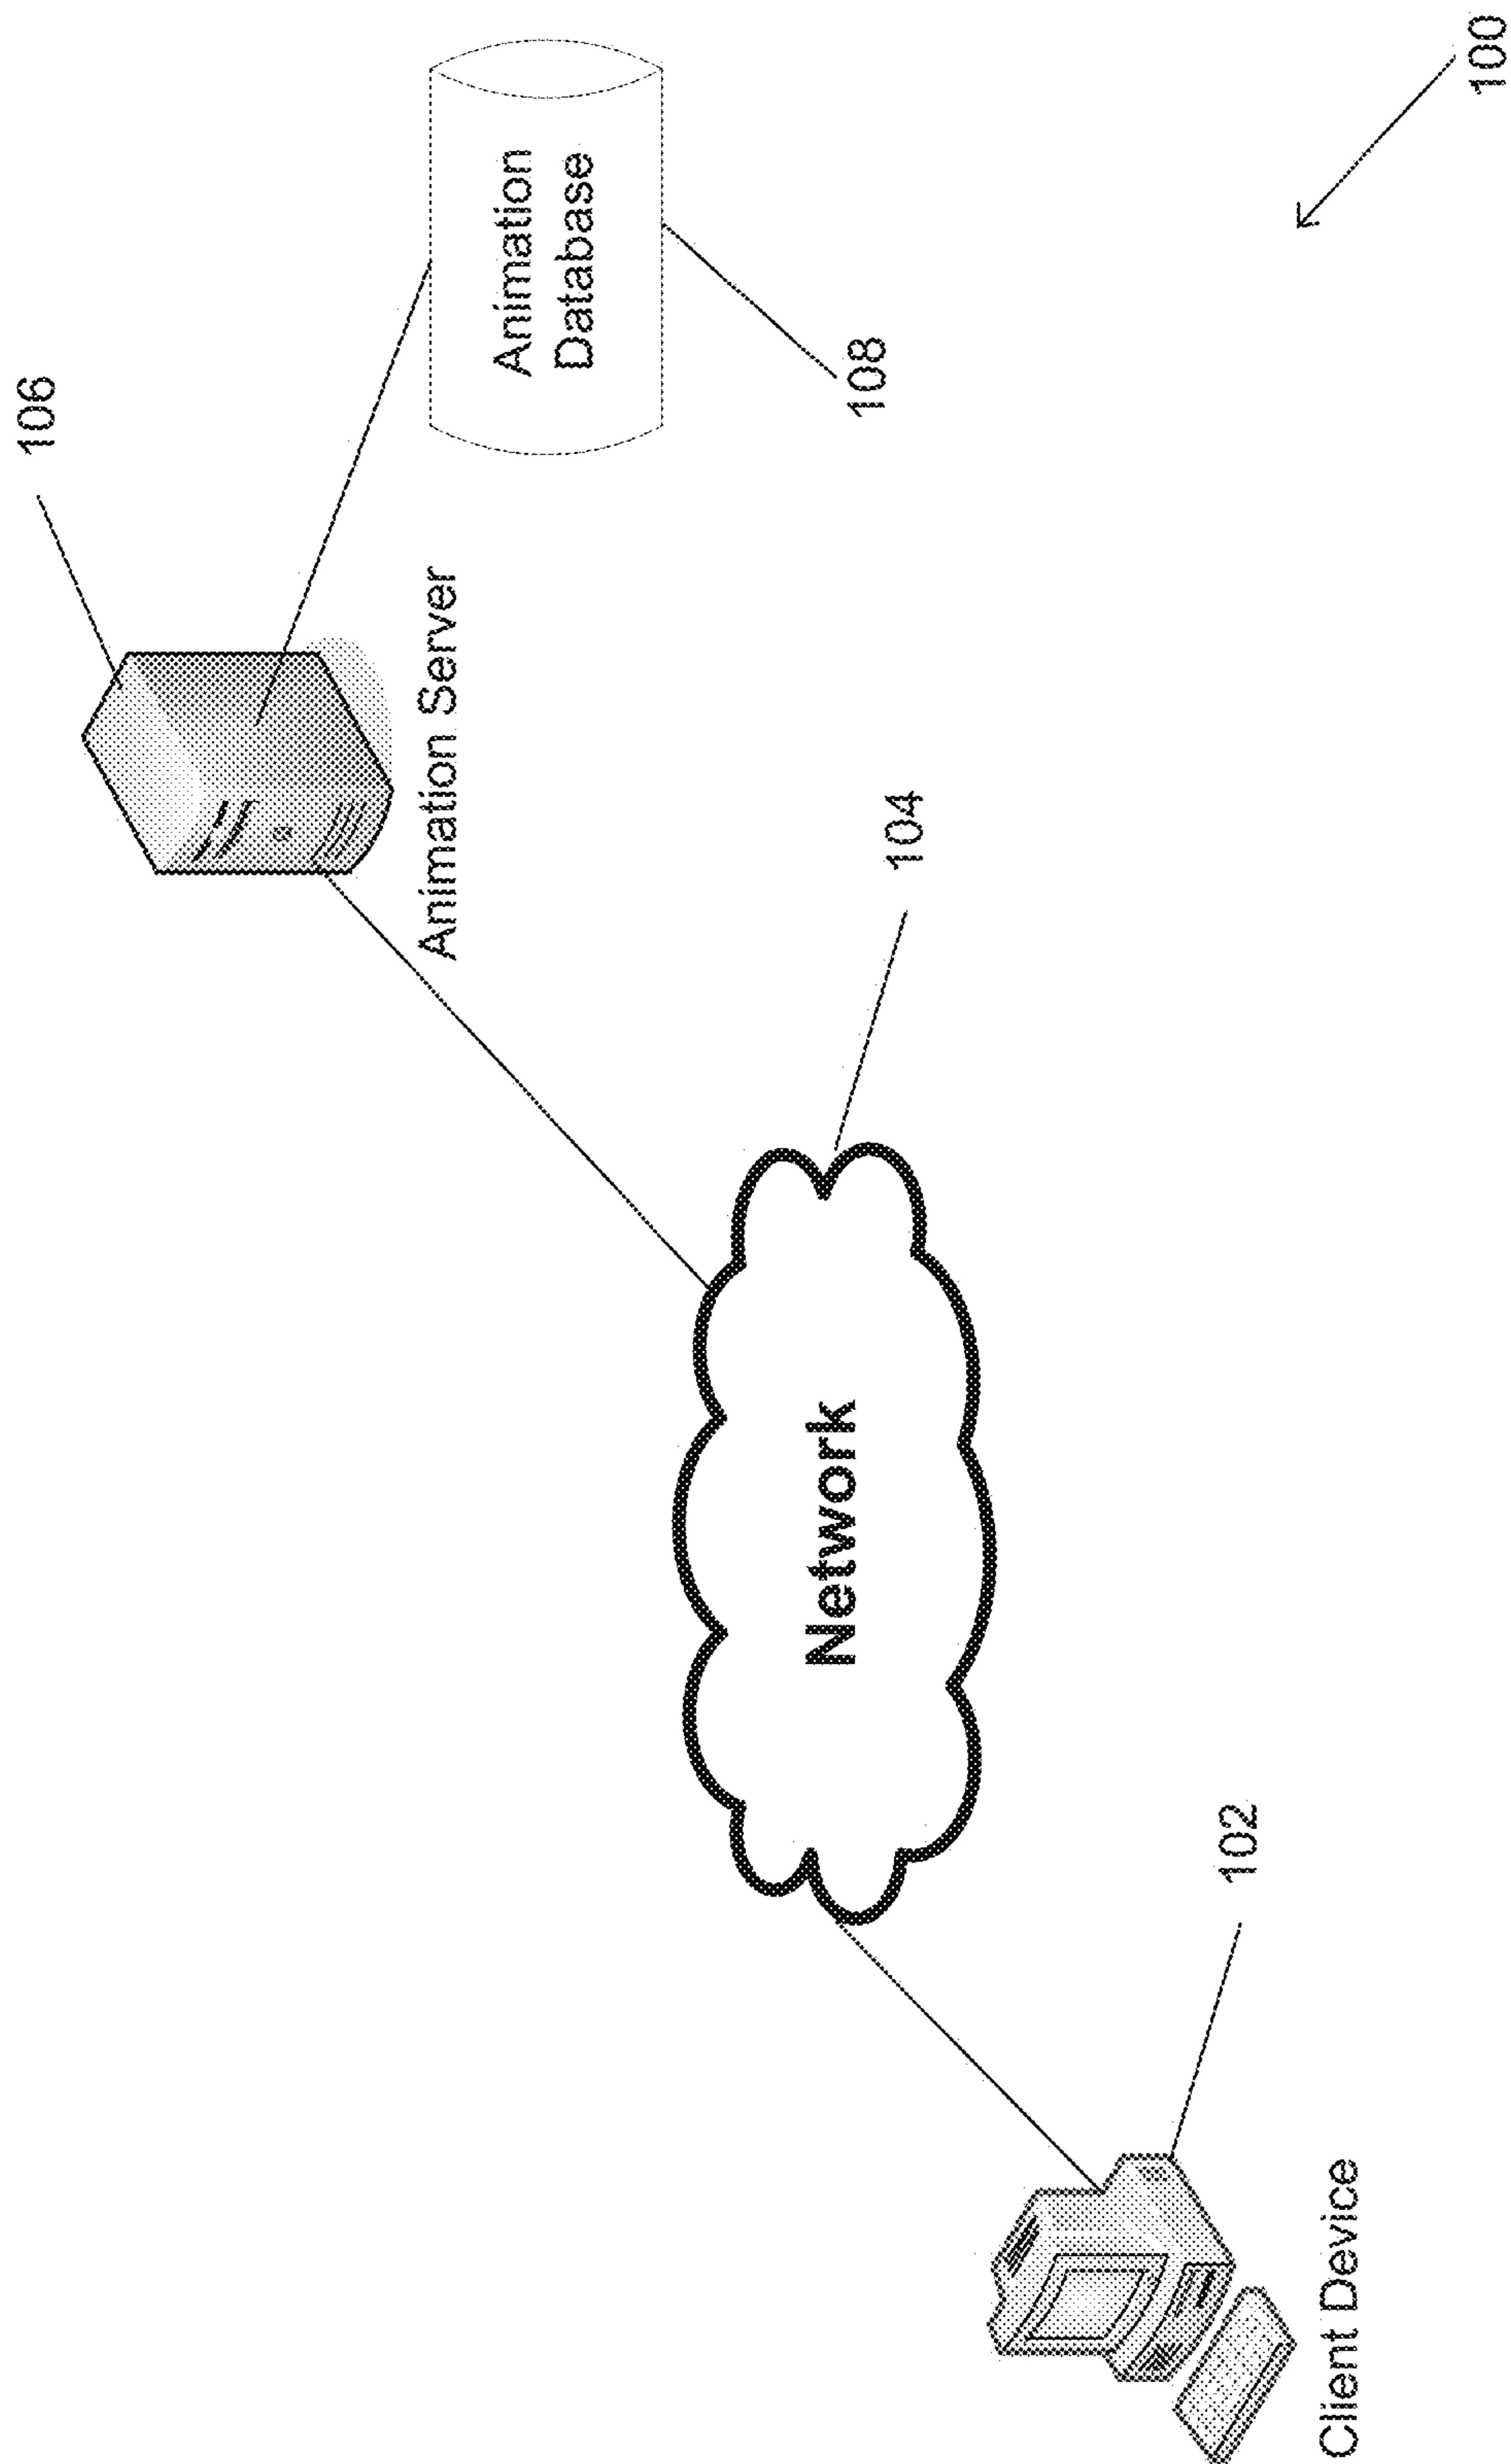 106
Animation Server
Animation
Database
108
104
Network
102
Client Device
100